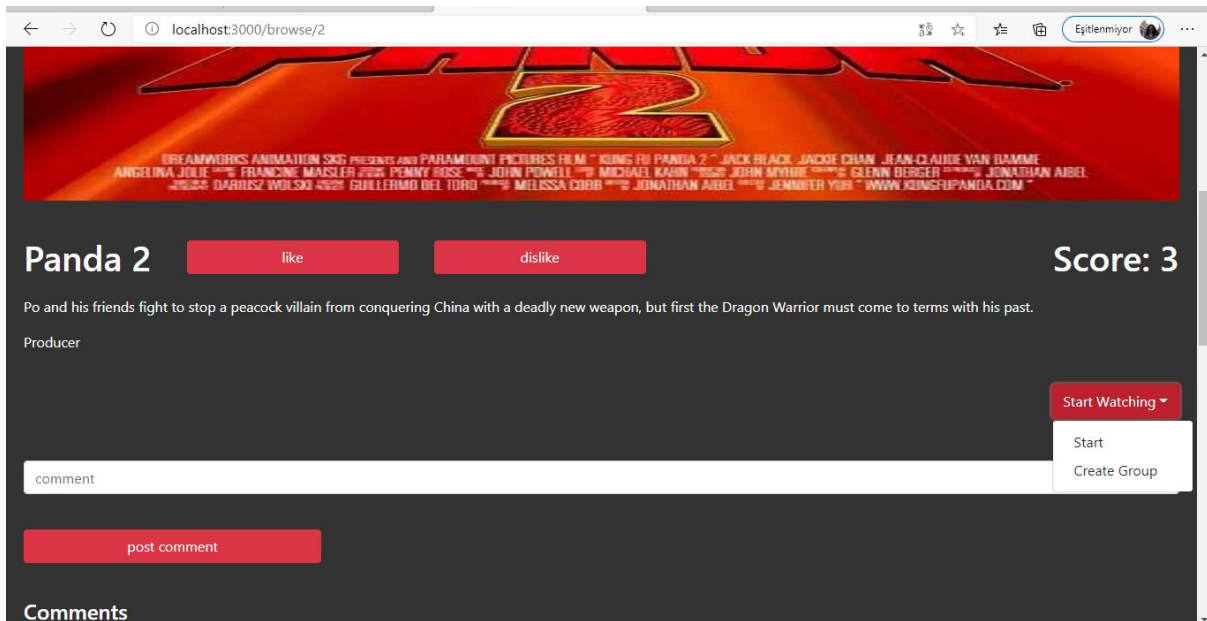 localhost:3000/browse/2
Eşitlenmiyor
PANDA
2
DREAMWORKS ANIMATION SKG PRESENTS AND PARAMOUNT PICTURES FILM " KUNG FU PANDA 2 " JACK BLACK JACKIE CHAN JEAN-CLAUDE VAN DAMME
ANGELINA JOLIE FRANCINE MAISLER PENNY ROSE JOHN POWELL MICHAEL KAHN JOHN MYHRE GLENN BERGER JONATHAN AIBEL
DARIUSZ WOLSKI GUILLERMO DEL TORO MELISSA COBB JONATHAN AIBEL JENNIFER YUH " WWW.KUNGFUPANDA.COM "
Panda 2 like dislike Score: 3
Po and his friends fight to stop a peacock villain from conquering China with a deadly new weapon, but first the Dragon Warrior must come to terms with his past.
Producer
Start Watching
Start
Create Group
comment
post comment
Comments